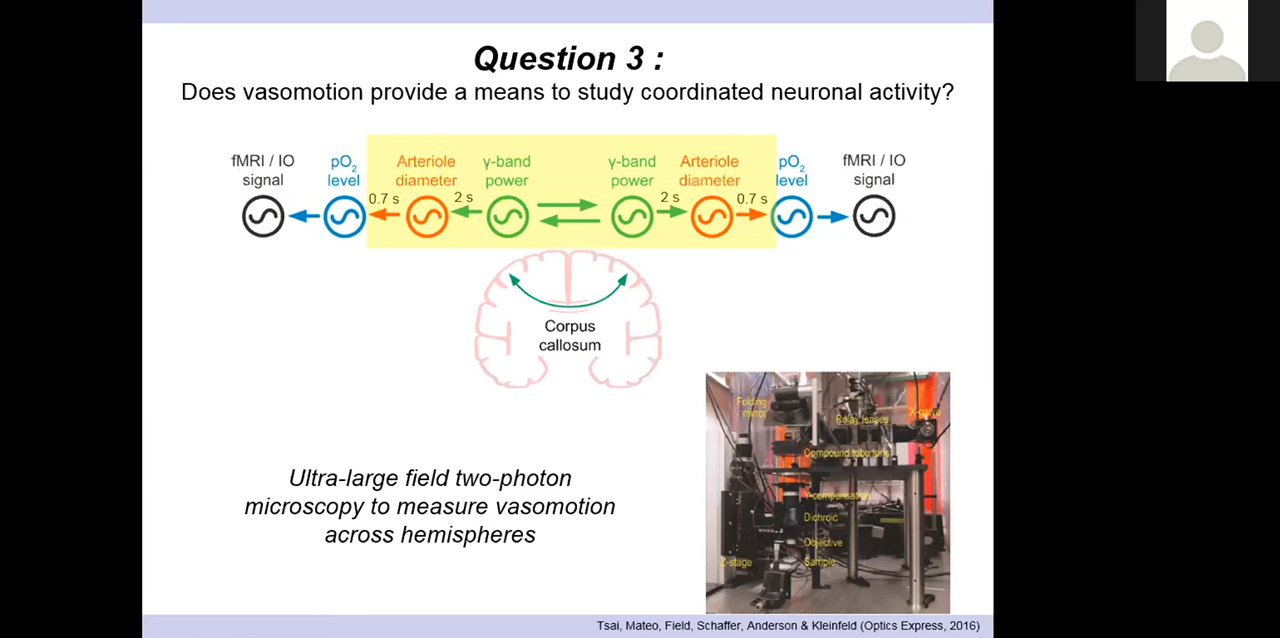 Question 3 :
Does vasomotion provide a means to study coordinated neuronal activity?
fMRI / IO
signal
pO2
level
Arteriole
diameter
γ-band
power
γ-band
power
Arteriole
diameter
pO2
level
fMRI / IO
signal
0.7 s
2 s
2 s
0.7 s
Corpus
callosum
Ultra-large field two-photon
microscopy to measure vasomotion
across hemispheres
Folding
mirror
Relay lenses
X-galvo
Compound tube lens
Y-compensation
Dichroic
Objective
Z-stage
Sample
Tsai, Mateo, Field, Schaffer, Anderson & Kleinfeld (Optics Express, 2016)